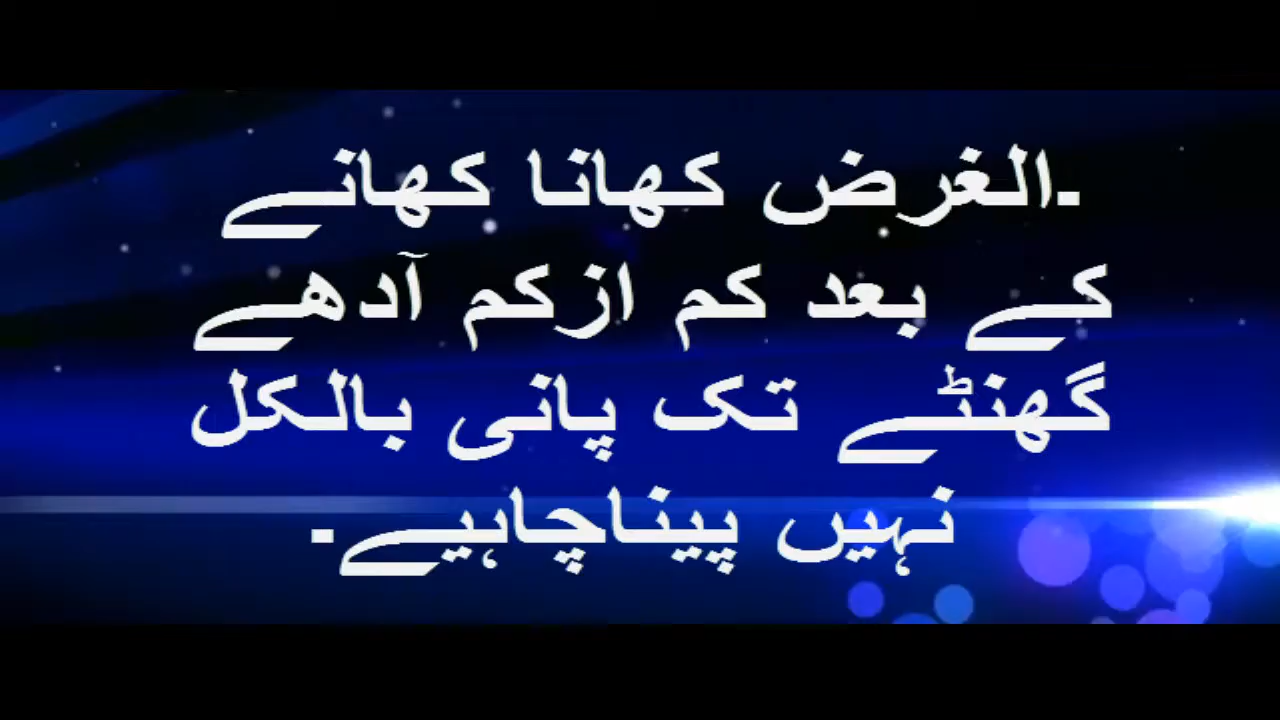 .الغرض کھانا کھانے
کے بعد کم ازکم آدھے
گھنٹے تک پانی بالکل
نہیں پیناچاہیے.